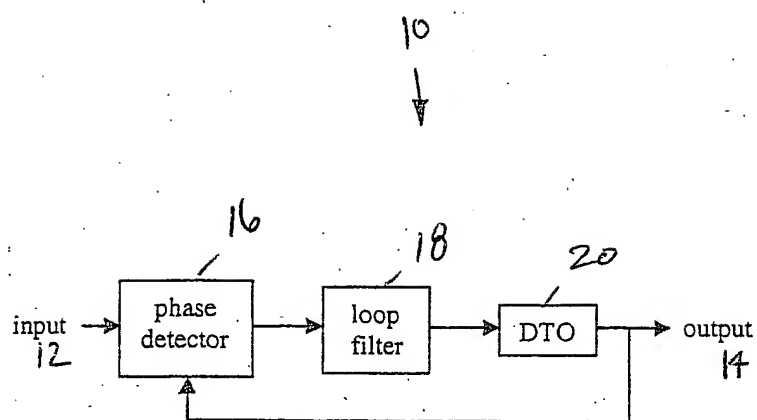 10
16
18
20
phase
detector
loop
filter
DTO
input
12
output
14